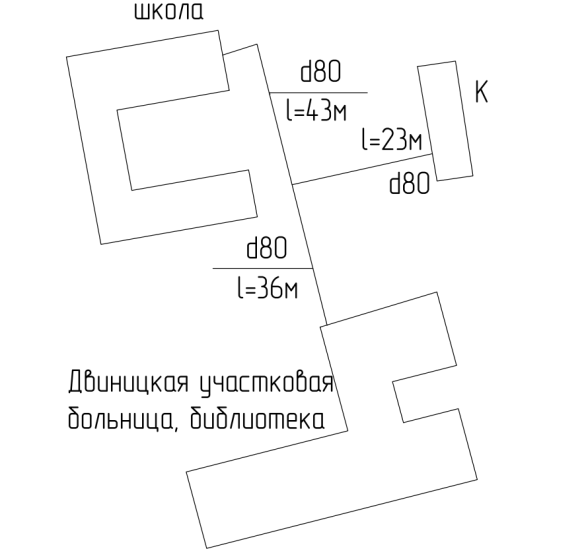 школа
d80
l=43м
К
l=23м
d80
d80
l=36м
Двиницкая участковая
больница, библиотека